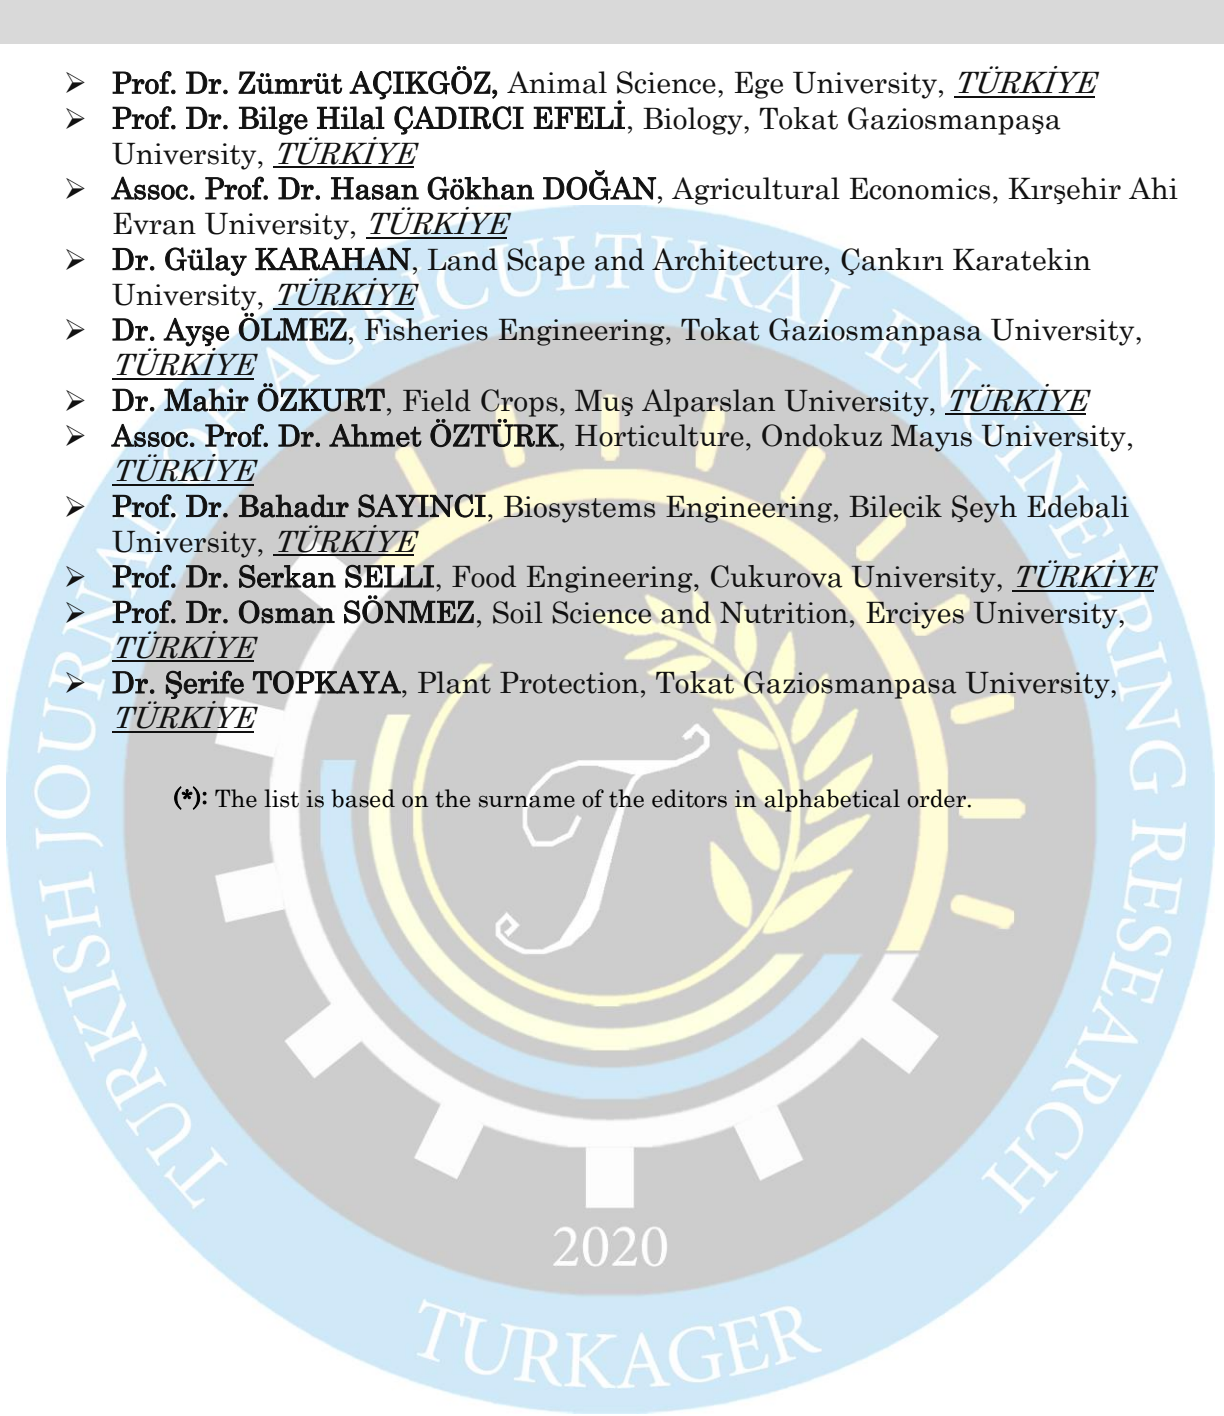 ➢ Prof. Dr. Zümrüt AÇIKGÖZ, Animal Science, Ege University, TÜRKİYE
➢ Prof. Dr. Bilge Hilal ÇADIRCI EFELİ, Biology, Tokat Gaziosmanpaşa
University, TÜRKİYE
➢ Assoc. Prof. Dr. Hasan Gökhan DOĞAN, Agricultural Economics, Kırşehir Ahi
Evran University, TÜRKİYE
➢ Dr. Gülay KARAHAN, Land Scape and Architecture, Çankırı Karatekin
University, TÜRKİYE
➢ Dr. Ayşe ÖLMEZ, Fisheries Engineering, Tokat Gaziosmanpasa University,
TÜRKİYE
➢ Dr. Mahir ÖZKURT, Field Crops, Muş Alparslan University, TÜRKİYE
➢ Assoc. Prof. Dr. Ahmet ÖZTÜRK, Horticulture, Ondokuz Mayıs University,
TÜRKİYE
➢ Prof. Dr. Bahadır SAYINCI, Biosystems Engineering, Bilecik Şeyh Edebali
University, TÜRKİYE
➢ Prof. Dr. Serkan SELLI, Food Engineering, Cukurova University, TÜRKİYE
➢ Prof. Dr. Osman SÖNMEZ, Soil Science and Nutrition, Erciyes University,
TÜRKİYE
➢ Dr. Şerife TOPKAYA, Plant Protection, Tokat Gaziosmanpasa University,
TÜRKİYE
(*): The list is based on the surname of the editors in alphabetical order.
TURKISH JOURNAL OF AGRICULTURAL ENGINEERING RESEARCH
T
2020
TURKAGER